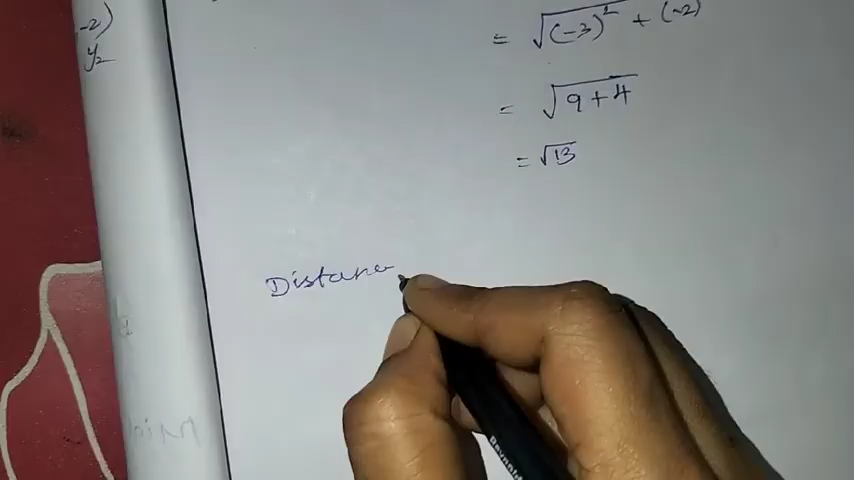 -2)
y₂
= √(-3)² + (-2)
= √9+4
= √13
Distance